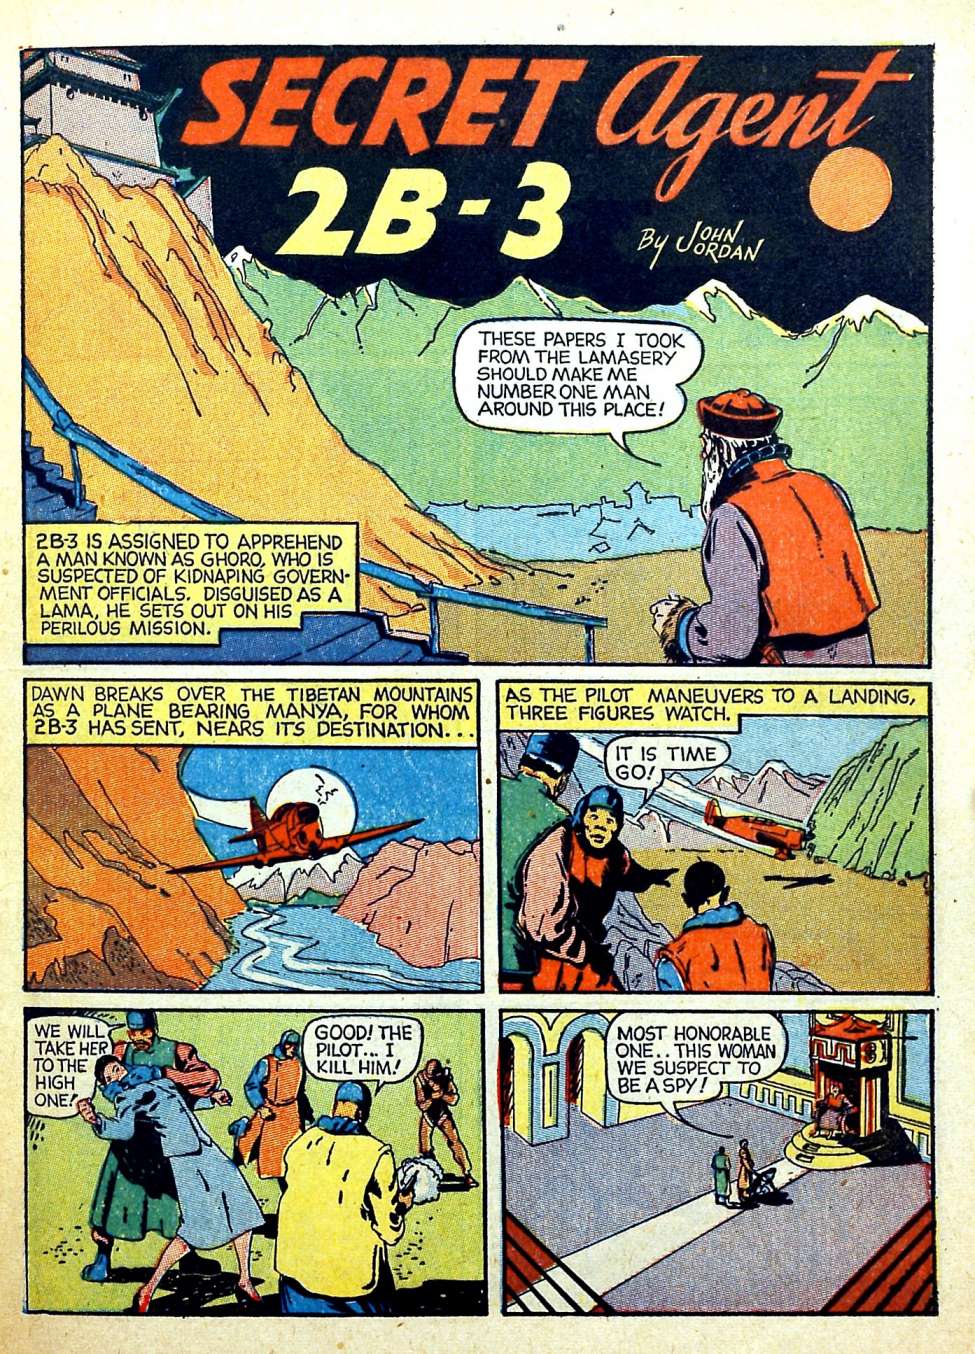 SECRET Agent
2B-3
By JOHN
JORDAN
THESE PAPERS I TOOK
FROM THE LAMASERY
SHOULD MAKE ME
NUMBER ONE MAN
AROUND THIS PLACE!
2B-3 IS ASSIGNED TO APPREHEND
A MAN KNOWN AS GHORO, WHO IS
SUSPECTED OF KIDNAPING GOVERN-
MENT OFFICIALS. DISGUISED AS A
LAMA, HE SETS OUT ON HIS
PERILOUS MISSION.
DAWN BREAKS OVER THE TIBETAN MOUNTAINS
AS A PLANE BEARING MANYA, FOR WHOM
2B-3 HAS SENT, NEARS ITS DESTINATION...
AS THE PILOT MANEUVERS TO A LANDING,
THREE FIGURES WATCH.
IT IS TIME
GO!
WE WILL
TAKE HER
TO THE
HIGH
ONE!
GOOD! THE
PILOT... I
KILL HIM!
MOST HONORABLE
ONE.. THIS WOMAN
WE SUSPECT TO
BE A SPY!